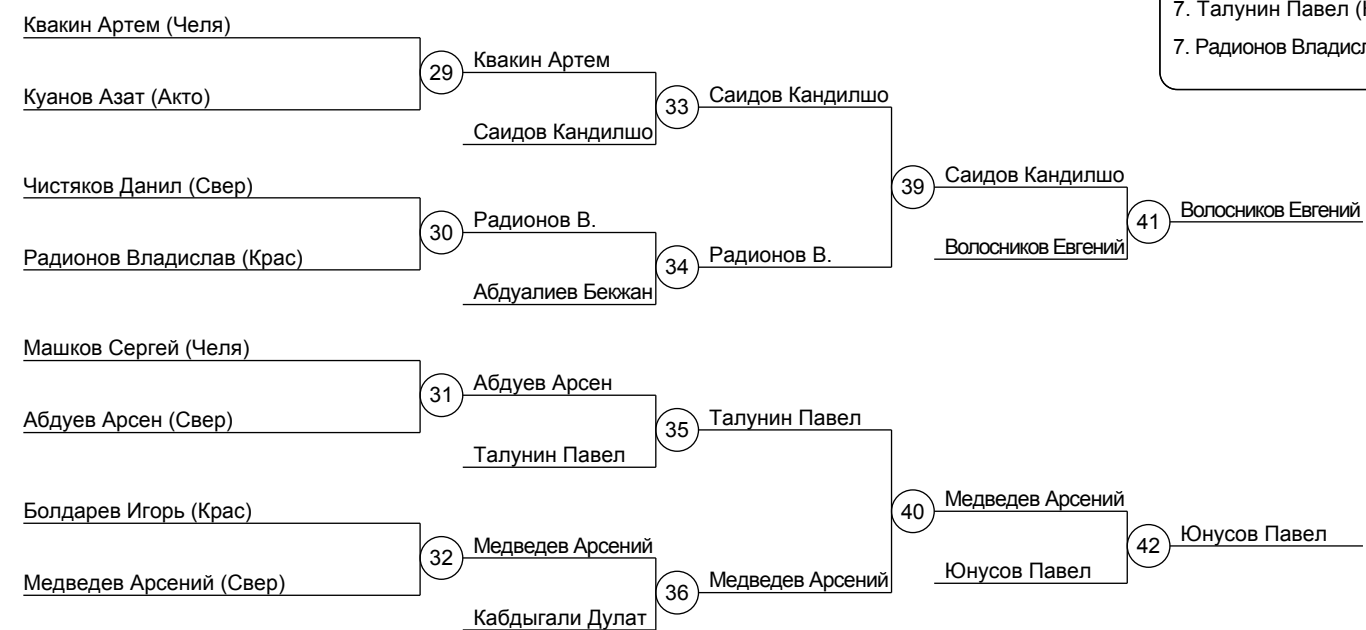 7. Талунин Павел
7. Радионов
Квакин Артем (Челя)
29
Квакин Артем
Куанов Азат (Акто)
33
Саидов Кандилшо
Саидов Кандилшо
Чистяков Данил (Свер)
39
Саидов Кандилшо
30
Радионов В.
41
Волосников Евгений
Радионов Владислав (Крас)
Волосников Евгений
34
Радионов В.
Абдуалиев Бекжан
Машков Сергей (Челя)
31
Абдуев Арсен
Абдуев Арсен (Свер)
35
Талунин Павел
Талунин Павел
Болдарев Игорь (Крас)
40
Медведев Арсений
32
Медведев Арсений
42
Юнусов Павел
Медведев Арсений (Свер)
36
Медведев Арсений
Юнусов Павел
Кабдыгали Дулат